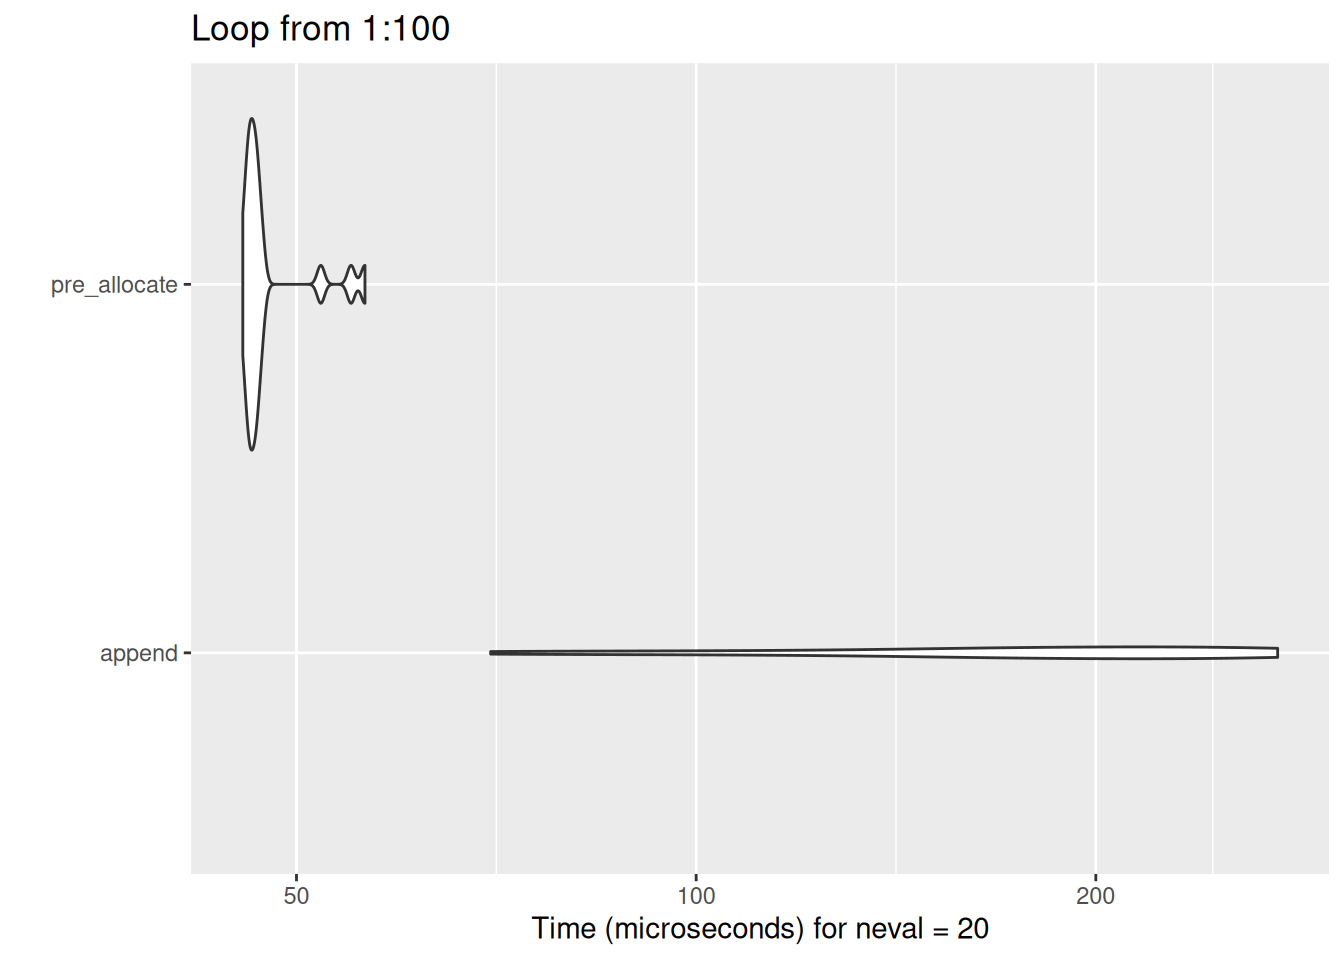 Loop from 1:100
pre_allocate
append
50 100 200
Time (microseconds) for neval = 20